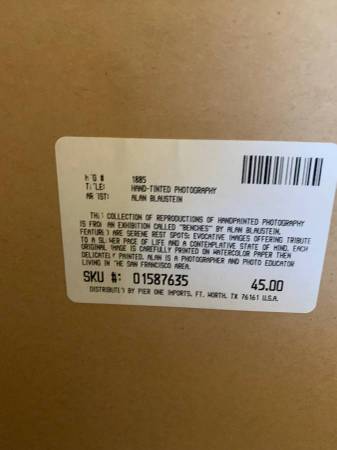 1885
HAND-TINTED PHOTOGRAPHY
ALAN BLAUSTEIN
COLLECTION OF REPRODUCTIONS OF HANDPAINTED PHOTOGRAPHY
IS FROM AN EXHIBITION CALLED "BENCHES" BY ALAN BLAUSTEIN.
ARE SERENE REST SPOTS: EVOCATIVE IMAGES OFFERING TRIBUTE
TO A PACE OF LIFE AND A CONTEMPLATIVE STATE OF MIND. EACH
ORIGINAL IMAGE IS CAREFULLY PRINTED ON WATERCOLOR PAPER THEN
DELICATELY PAINTED. ALAN IS A PHOTOGRAPHER AND PHOTO EDUCATOR
LIVING IN THE SAN FRANCISCO AREA.
SKU #: 01587635 45.00
BY PIER ONE IMPORTS, FT. WORTH, TX 76161 U.S.A.